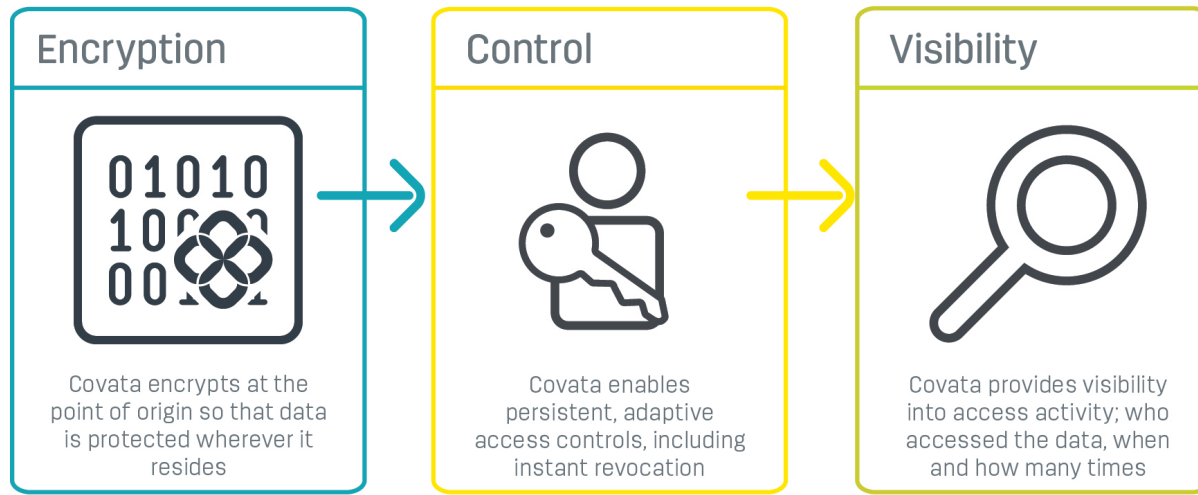 Encryption
01010
10
00
Covata encrypts at the
point of origin so that data
is protected wherever it
resides
Control
Covata enables
persistent, adaptive
access controls, including
instant revocation
Visibility
Covata provides visibility
into access activity; who
accessed the data, when
and how many times